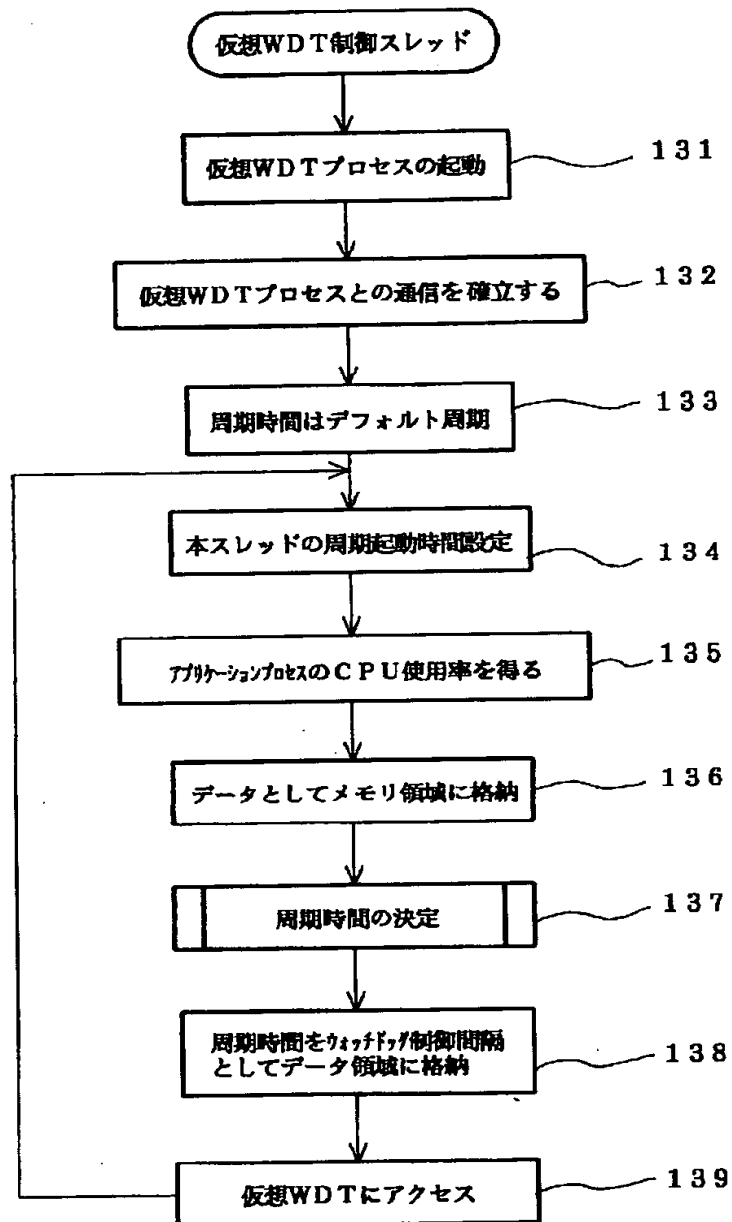 仮想WDT制御スレッド
仮想WDTプロセスの起動
131
仮想WDTプロセスとの通信を確立する
132
周期時間はデフォルト周期
133
本スレッドの周期起動時間設定
134
アプリケーションプロセスのCPU使用率を得る
135
データとしてメモリ領域に格納
136
周期時間の決定
137
周期時間をウォッチドッグ制御間隔
としてデータ領域に格納
138
仮想WDTにアクセス
139